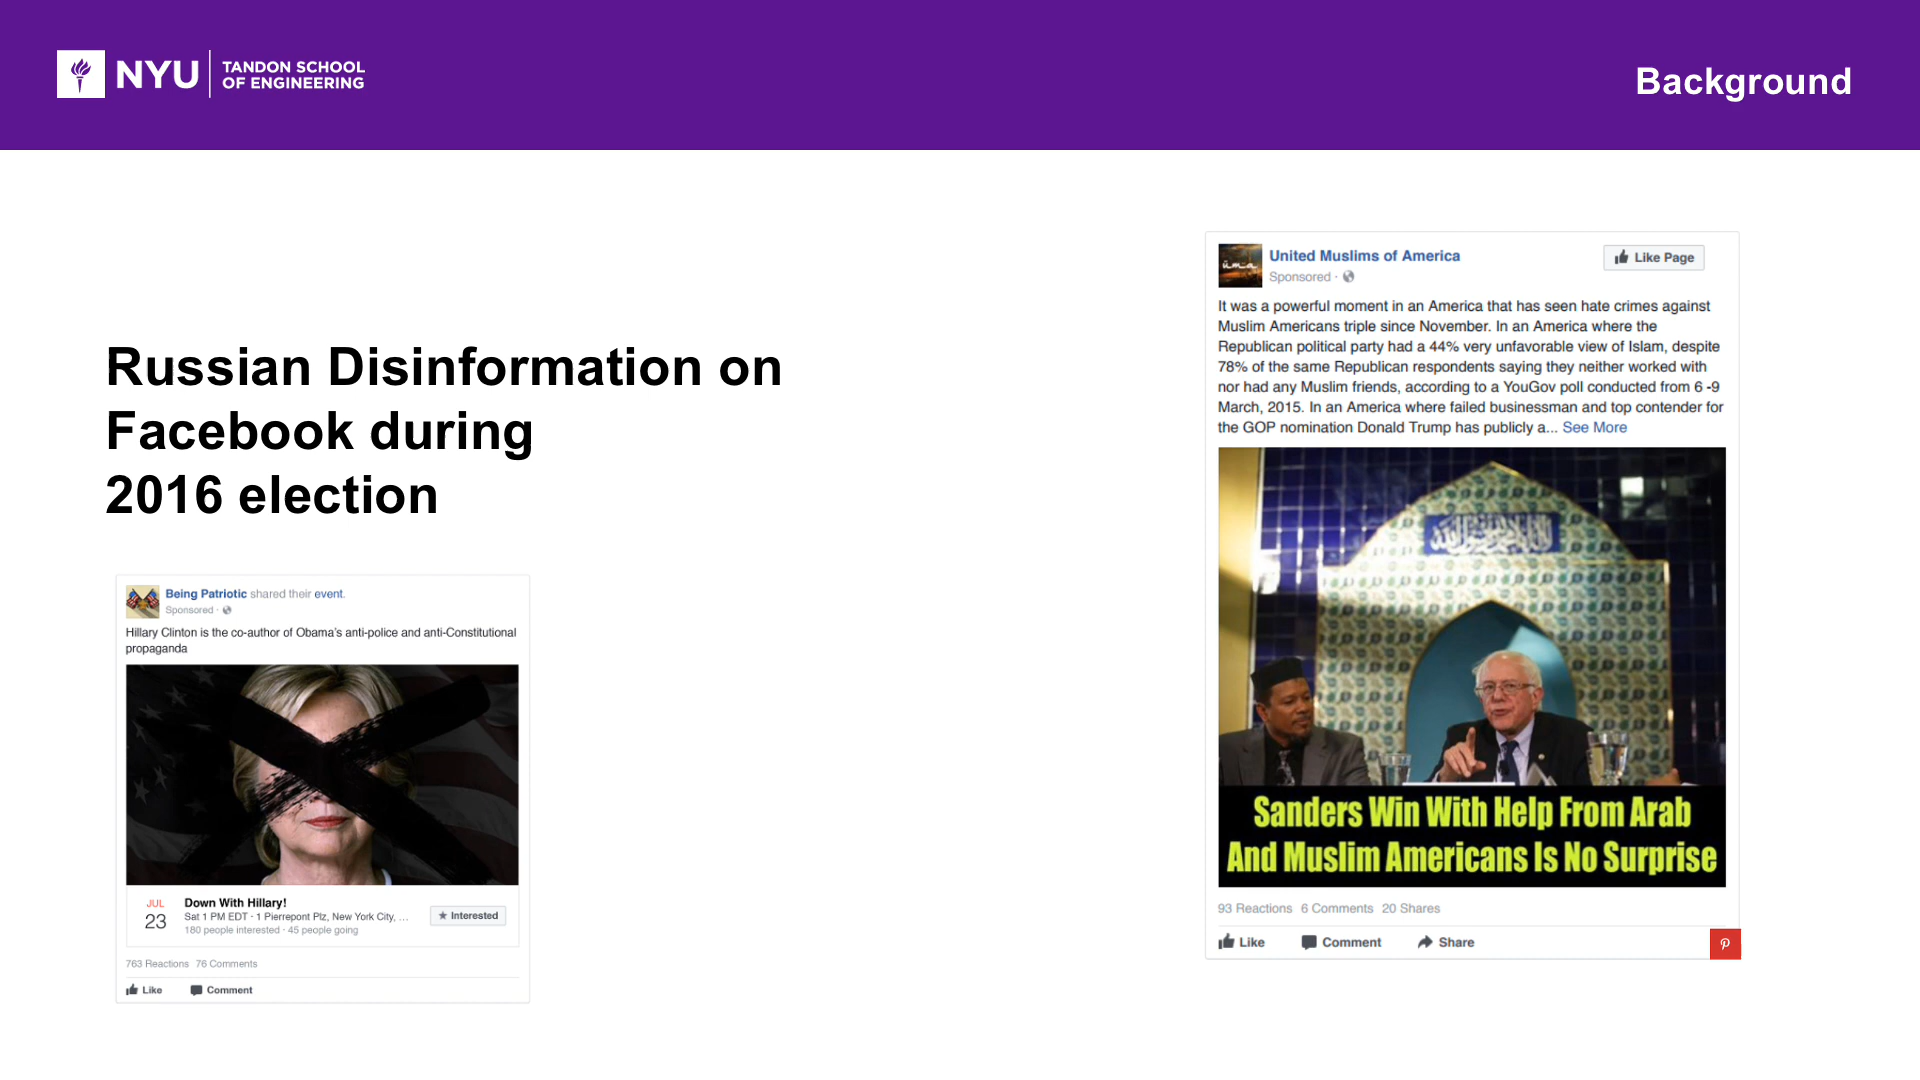 NYU
TANDON SCHOOL
OF ENGINEERING
Background
Russian Disinformation on
Facebook during
2016 election
Being Patriotic shared their event.
Sponsored ·
Hillary Clinton is the co-author of Obama's anti-police and anti-Constitutional
propaganda
JUL
23
Down With Hillary!
Sat 1 PM EDT · 1 Pierrepont Plz, New York City, ...
180 people interested · 45 people going
Interested
763 Reactions 76 Comments
Like Comment
United Muslims of America
Sponsored ·
Like Page
It was a powerful moment in an America that has seen hate crimes against
Muslim Americans triple since November. In an America where the
Republican political party had a 44% very unfavorable view of Islam, despite
78% of the same Republican respondents saying they neither worked with
nor had any Muslim friends, according to a YouGov poll conducted from 6 -9
March, 2015. In an America where failed businessman and top contender for
the GOP nomination Donald Trump has publicly a... See More
uma
Sanders Win With Help From Arab
And Muslim Americans Is No Surprise
93 Reactions 6 Comments 20 Shares
Like Comment Share